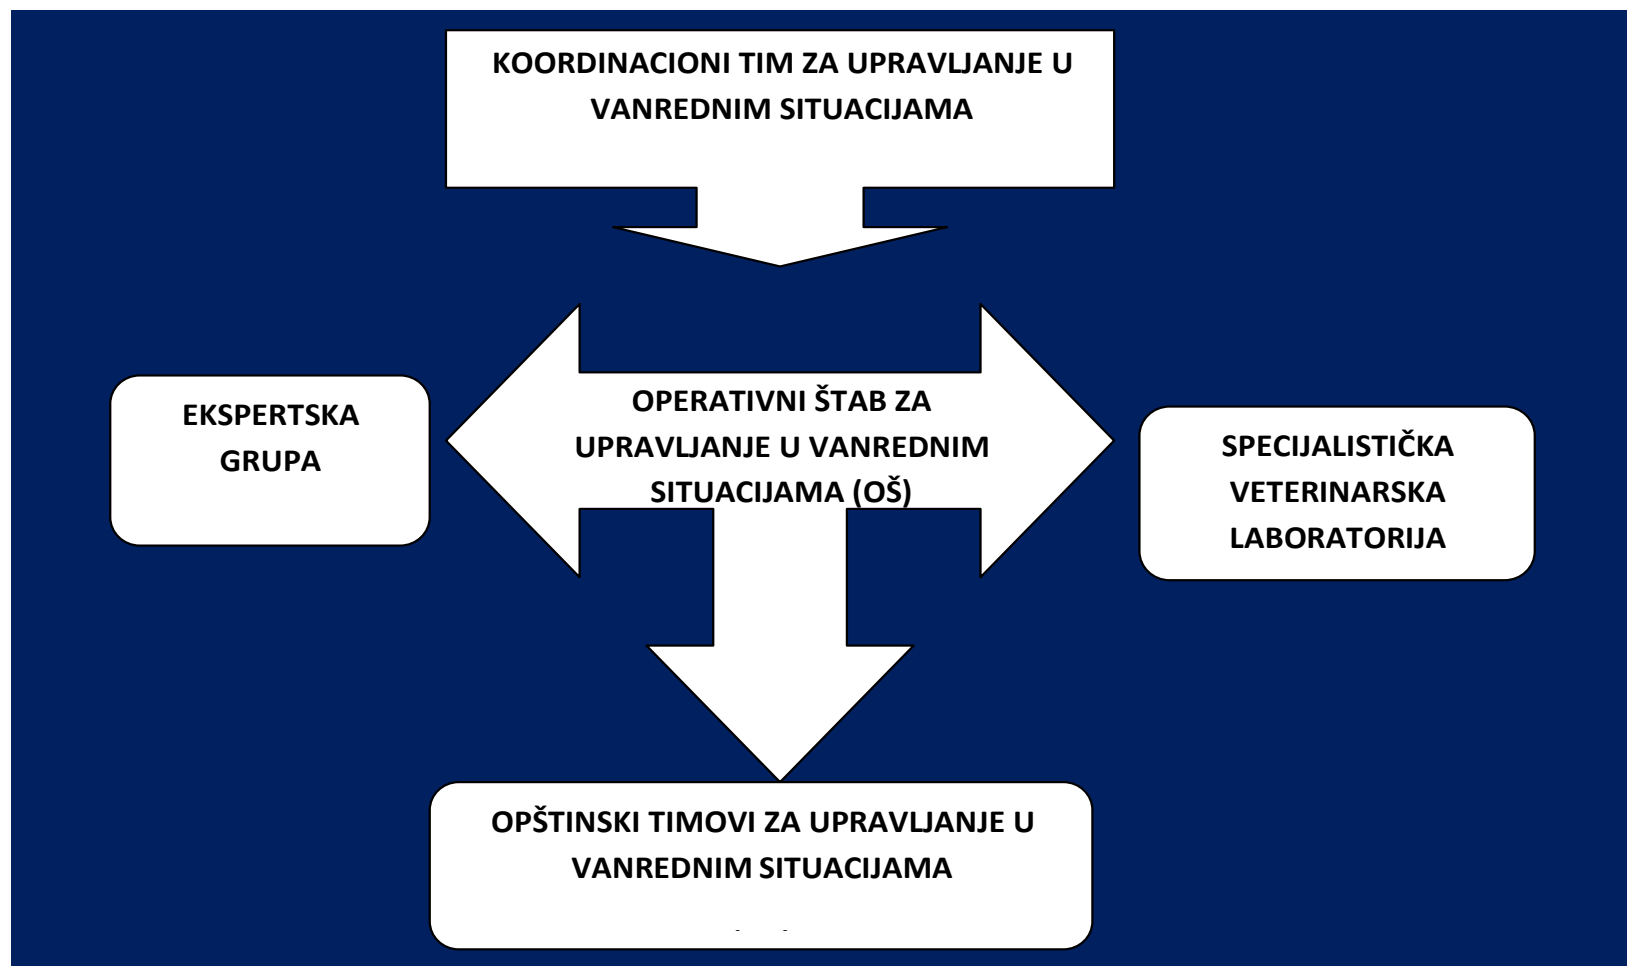 KOORDINACIONI TIM ZA UPRAVLJANJE U
VANREDNIM SITUACIJAMA
EKSPERTSKA
GRUPA
OPERATIVNI ŠTAB ZA
UPRAVLJANJE U VANREDNIM
SITUACIJAMA (OŠ)
SPECIJALISTIČKA
VETERINARSKA
LABORATORIJA
OPŠTINSKI TIMOVI ZA UPRAVLJANJE U
VANREDNIM SITUACIJAMA